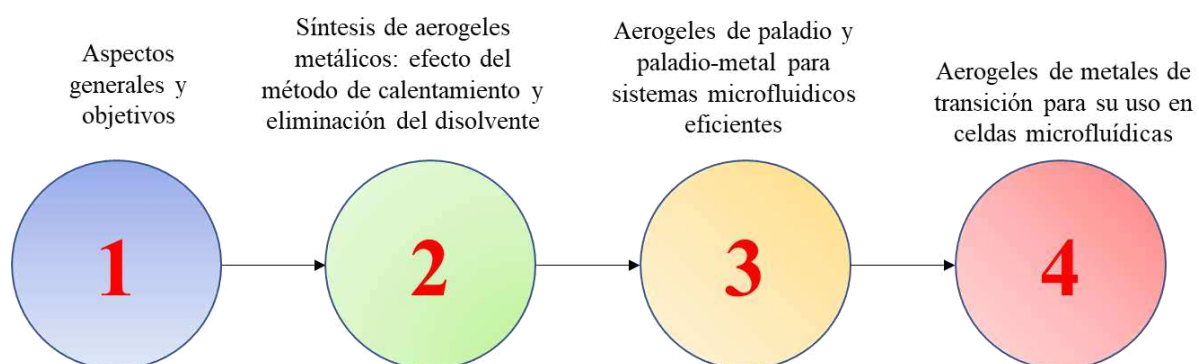 Aspectos
generales y
objetivos
1
Síntesis de aerogeles
metálicos: efecto del
método de calentamiento y
eliminación del disolvente
2
Aerogeles de paladio y
paladio-metal para
sistemas microfluidicos
eficientes
3
Aerogeles de metales de
transición para su uso en
celdas microfluídicas
4